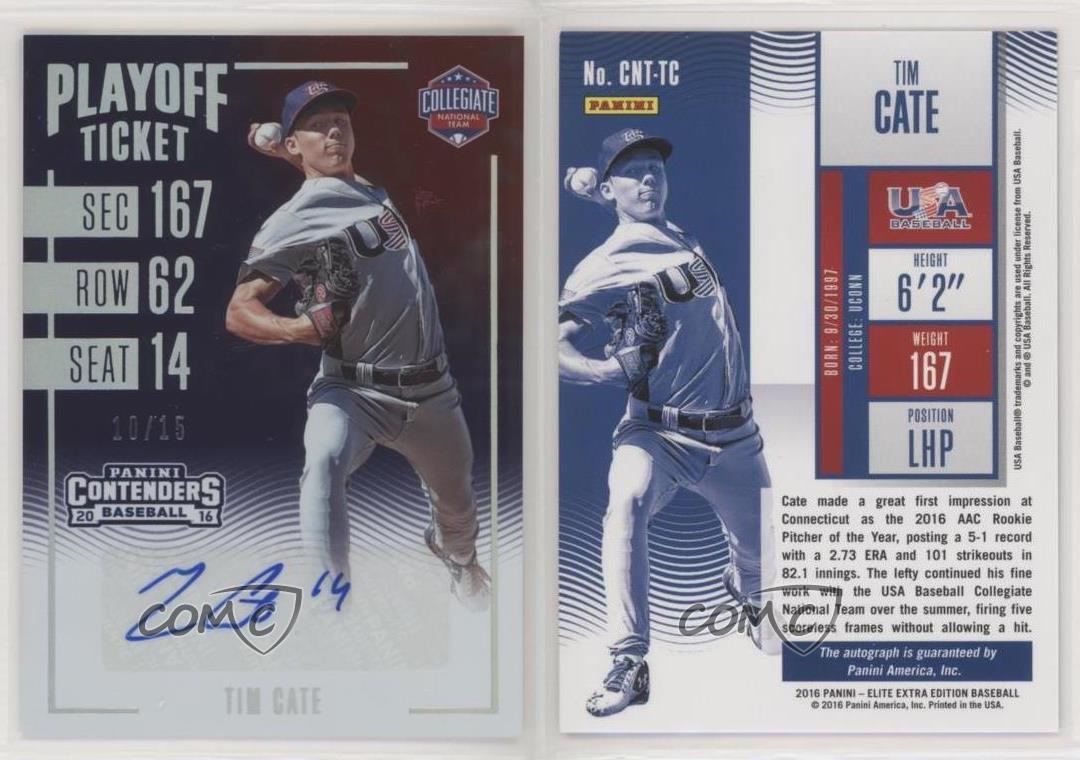 PLAYOFF
TICKET
COLLEGIATE
NATIONAL
TEAM
SEC 167
ROW 62
SEAT 14
10/15
PANINI
CONTENDERS
20 BASEBALL 16
14
COMC
TIM CATE
No. CNT-TC
PANINI
TIM
CATE
USA
BASEBALL
HEIGHT
6'2"
WEIGHT
167
POSITION
LHP
BORN: 9/30/1997
COLLEGE: UCONN
USA Baseball® trademarks and copyrights are used under license from USA Baseball.
© and ® USA Baseball. All Rights Reserved.
Cate made a great first impression at
Connecticut as the 2016 AAC Rookie
Pitcher of the Year, posting a 5-1 record
with a 2.73 ERA and 101 strikeouts in
82.1 innings. The lefty continued his fine
work with the USA Baseball Collegiate
National Team over the summer, firing five
scoreless frames without allowing a hit.
COMC
The autograph is guaranteed by
Panini America, Inc.
2016 PANINI – ELITE EXTRA EDITION BASEBALL
© 2016 Panini America, Inc. Printed in the USA.